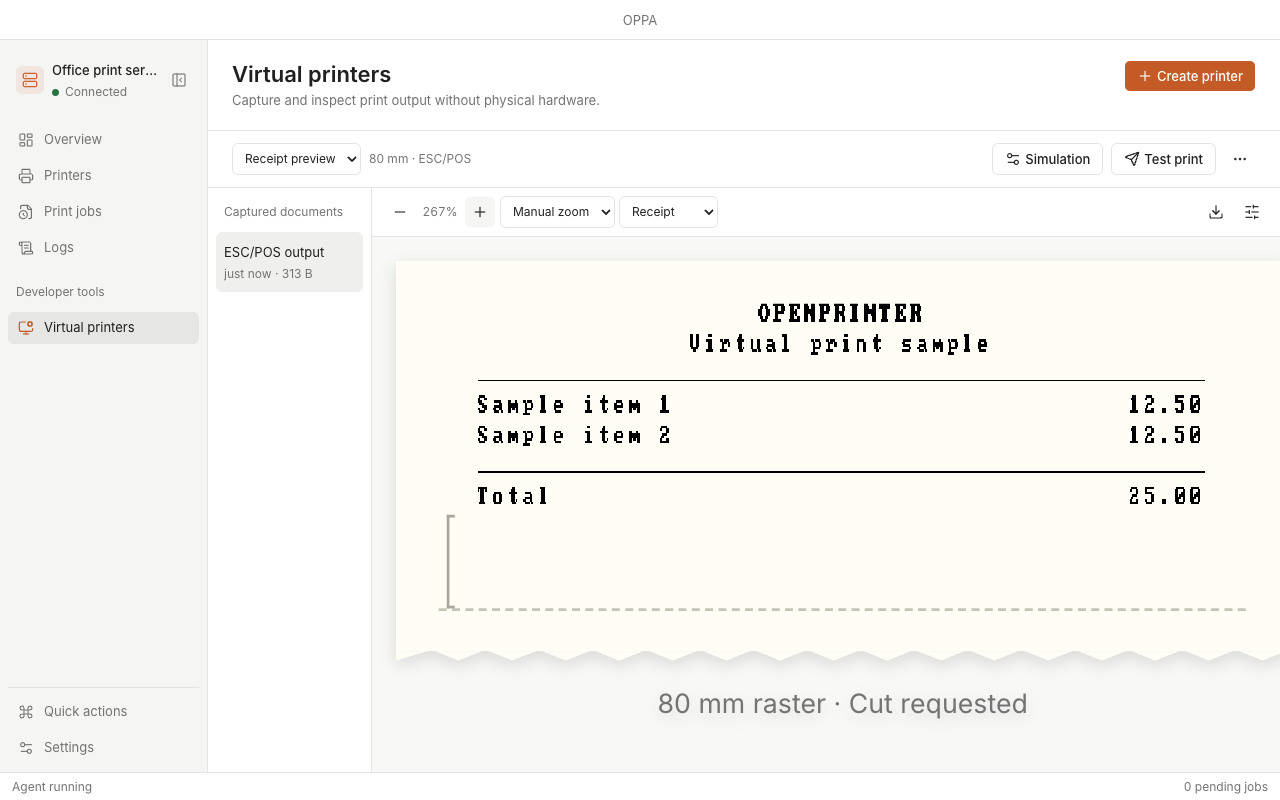 OPPA
Office print ser...
Connected
Overview
Printers
Print jobs
Logs
Developer tools
Virtual printers
Quick actions
Settings
Virtual printers
Capture and inspect print output without physical hardware.
Create printer
Receipt preview
80 mm · ESC/POS
Simulation
Test print
Captured documents
ESC/POS output
just now · 313 B
267%
Manual zoom
Receipt
OPENPRINTER
Virtual print sample
Sample item 1 12.50
Sample item 2 12.50
Total 25.00
80 mm raster · Cut requested
Agent running
0 pending jobs